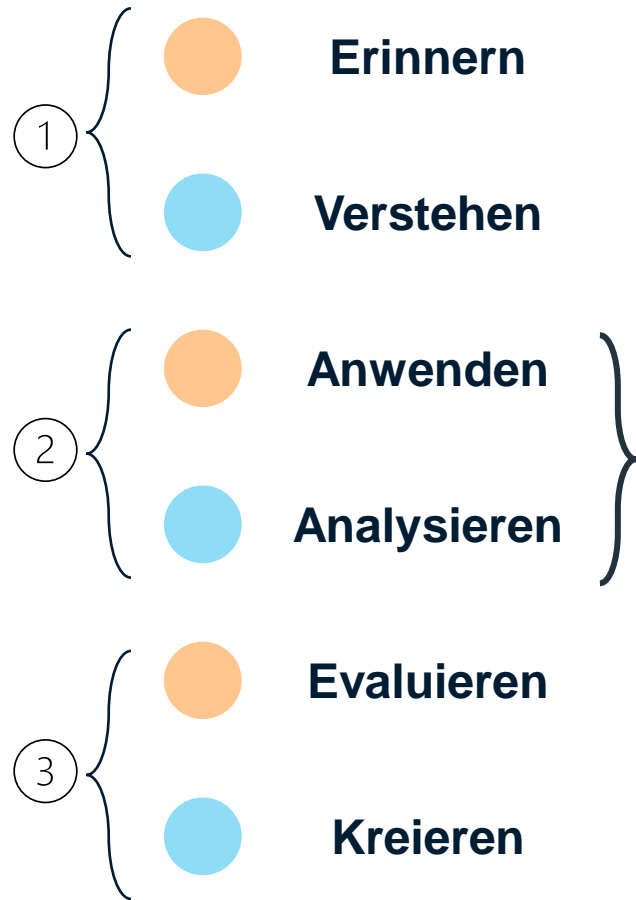 Erinnern
1
Verstehen
Anwenden
2
Analysieren
Evaluieren
3
Kreieren